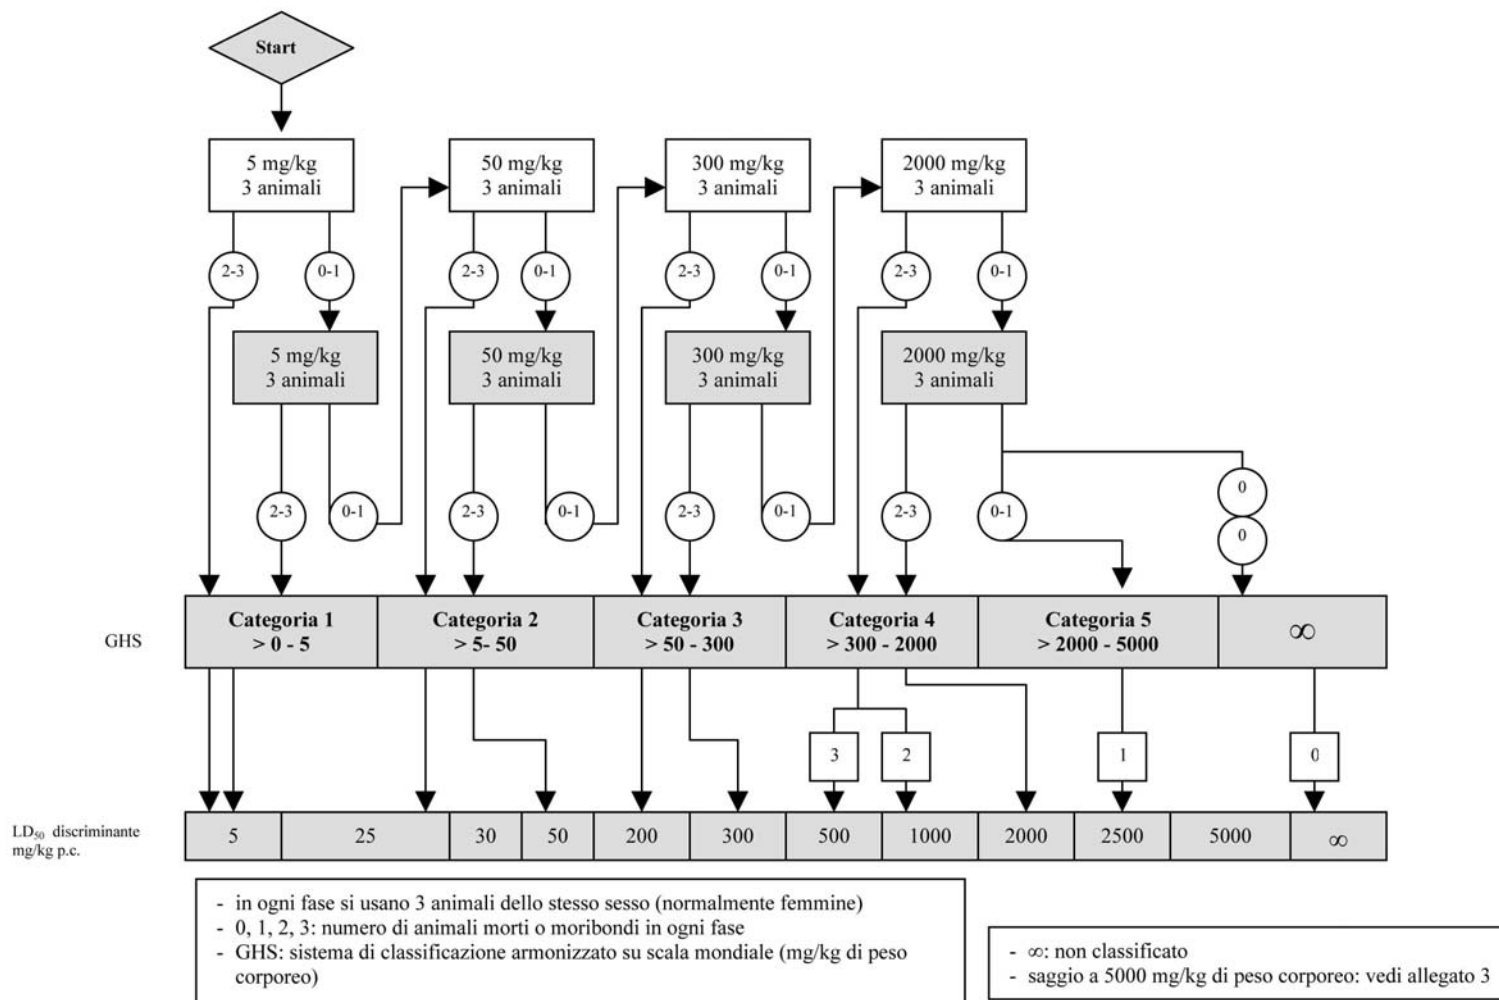 Start
5 mg/kg
3 animali
50 mg/kg
3 animali
300 mg/kg
3 animali
2000 mg/kg
3 animali
2-3
0-1
2-3
0-1
2-3
0-1
2-3
0-1
5 mg/kg
3 animali
50 mg/kg
3 animali
300 mg/kg
3 animali
2000 mg/kg
3 animali
2-3
0-1
2-3
0-1
2-3
0-1
2-3
0-1
0
0
GHS
Categoria 1
> 0 - 5
Categoria 2
> 5- 50
Categoria 3
> 50 - 300
Categoria 4
> 300 - 2000
Categoria 5
> 2000 - 5000
∞
3
2
1
0
LD₅₀ discriminante
mg/kg p.c.
5
25
30
50
200
300
500
1000
2000
2500
5000
∞
- in ogni fase si usano 3 animali dello stesso sesso (normalmente femmine)
- 0, 1, 2, 3: numero di animali morti o moribondi in ogni fase
- GHS: sistema di classificazione armonizzato su scala mondiale (mg/kg di peso
corporeo)
- ∞: non classificato
- saggio a 5000 mg/kg di peso corporeo: vedi allegato 3